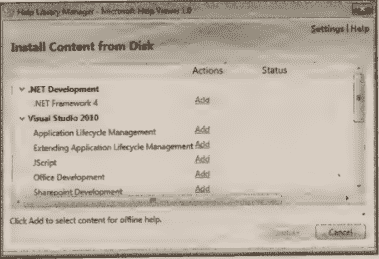 Help Library Manager - Microsoft Help Viewer 1.0
Settings | Help
Install Content from Disk
Actions Status
.NET Development
.NET Framework 4 Add
Visual Studio 2010
Application Lifecycle Management Add
Extending Application Lifecycle Management Add
JScript Add
Office Development Add
Sharepoint Development Add
Click Add to select content for offline help.
Cancel